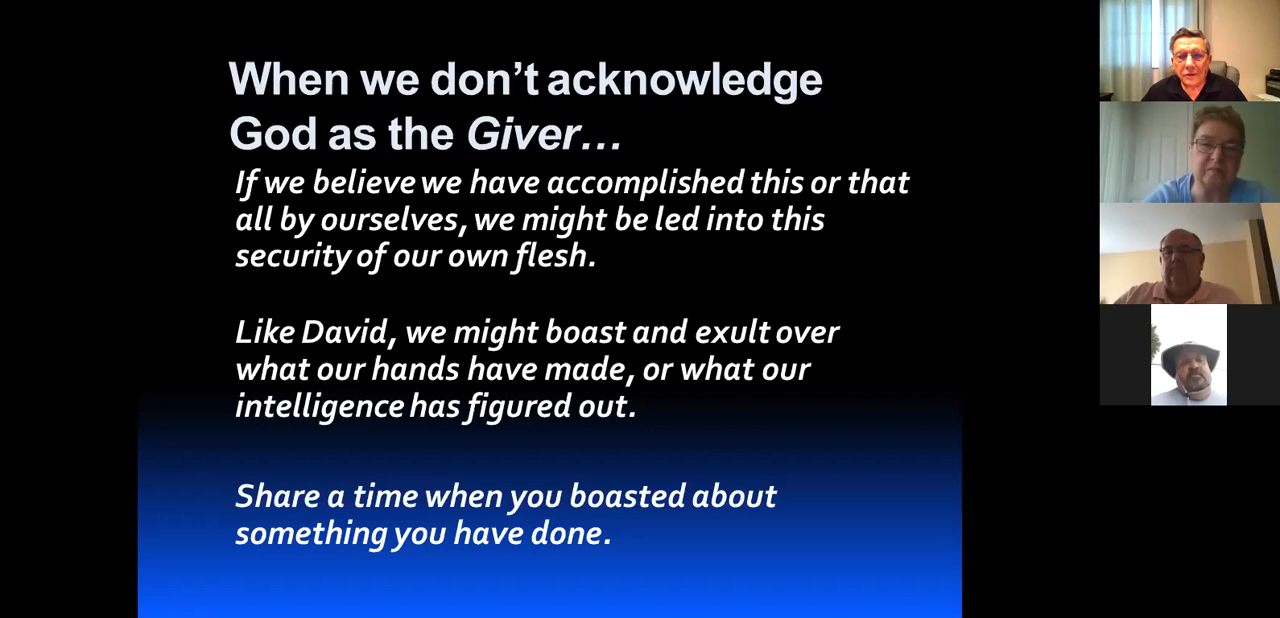 When we don’t acknowledge
God as the Giver...
If we believe we have accomplished this or that
all by ourselves, we might be led into this
security of our own flesh.
Like David, we might boast and exult over
what our hands have made, or what our
intelligence has figured out.
Share a time when you boasted about
something you have done.